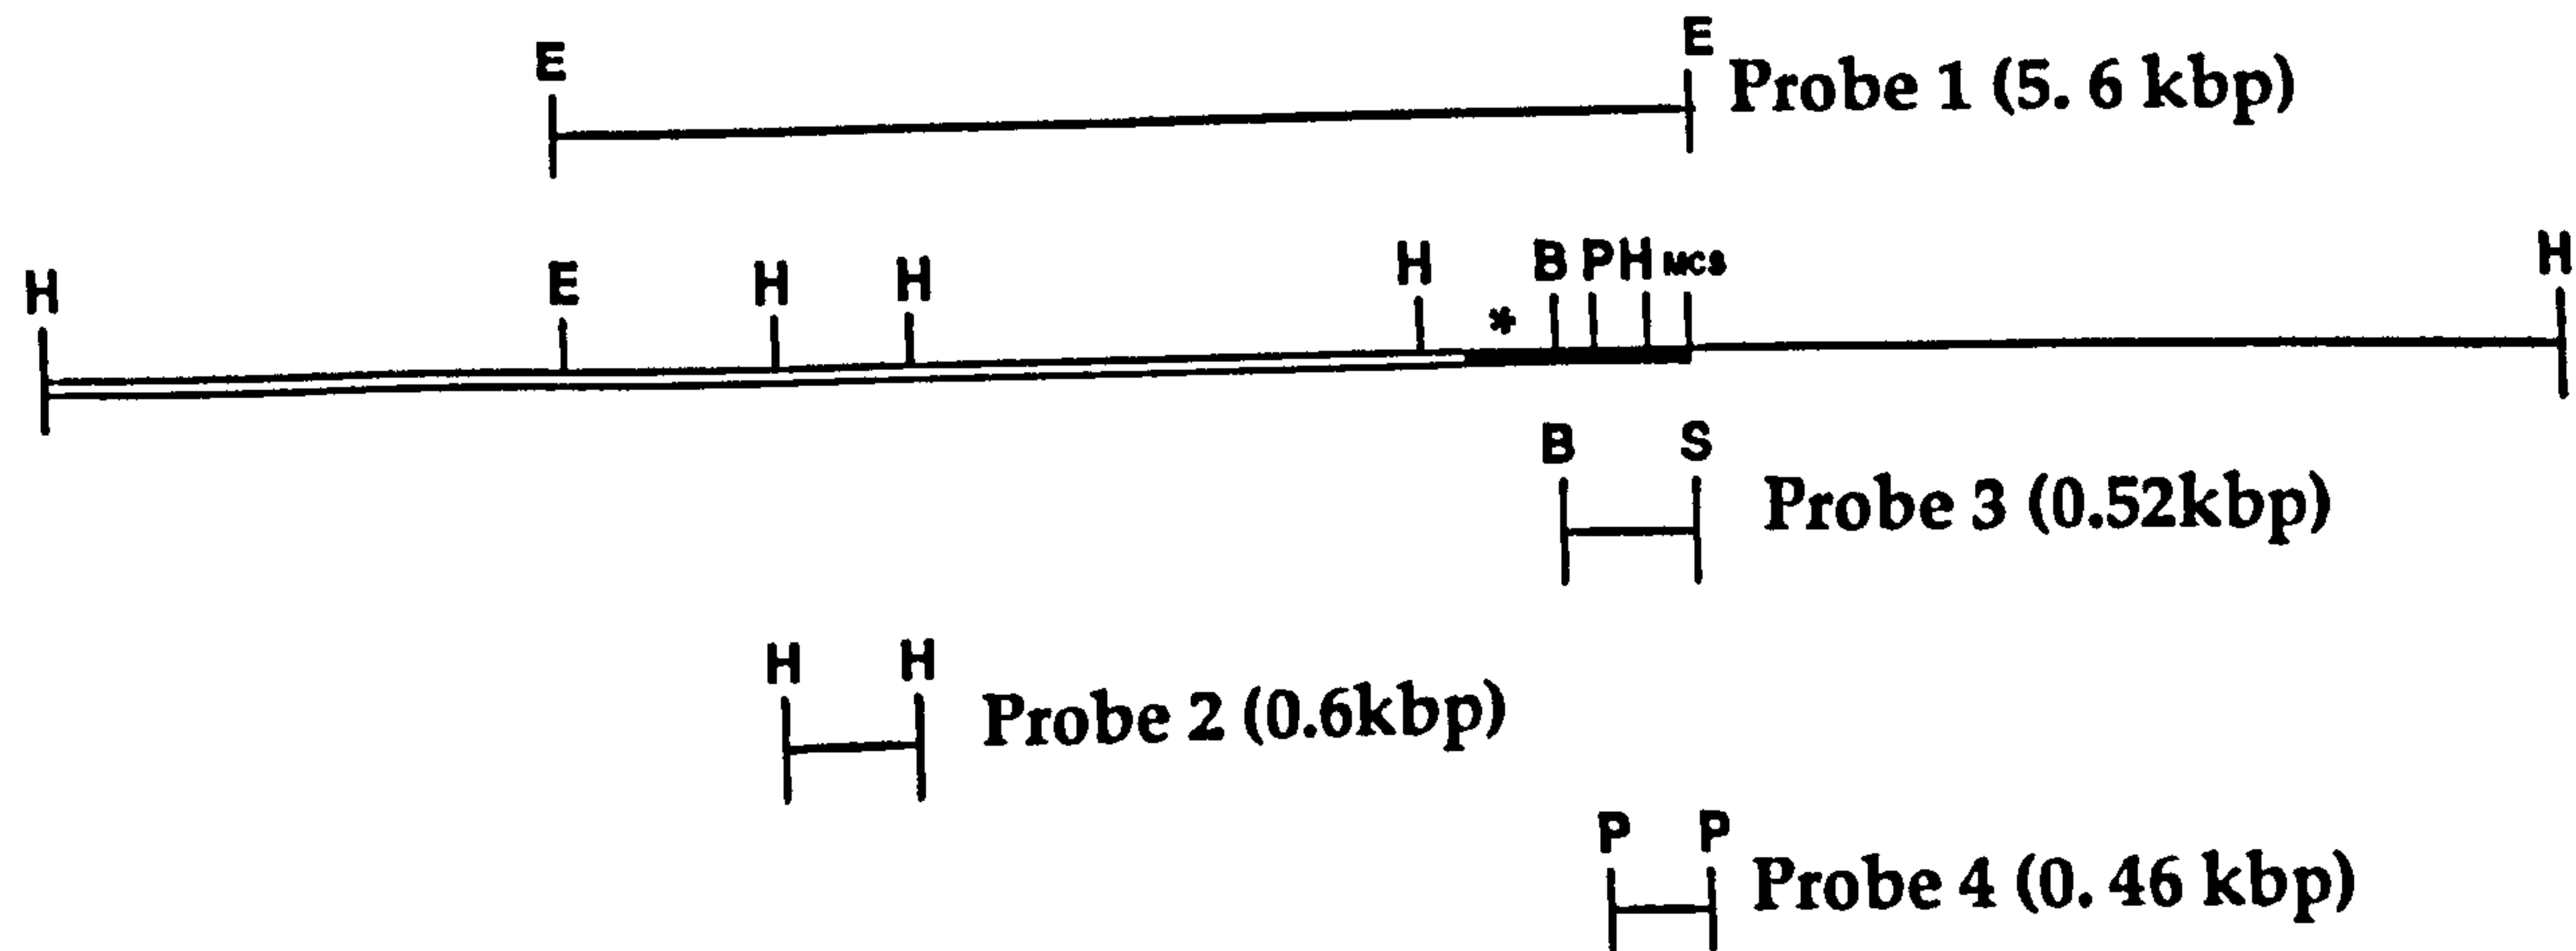 E E
Probe 1 (5. 6 kbp)
H E H H H * B P H MCS H
B S
Probe 3 (0.52kbp)
H H
Probe 2 (0.6kbp)
P P
Probe 4 (0. 46 kbp)